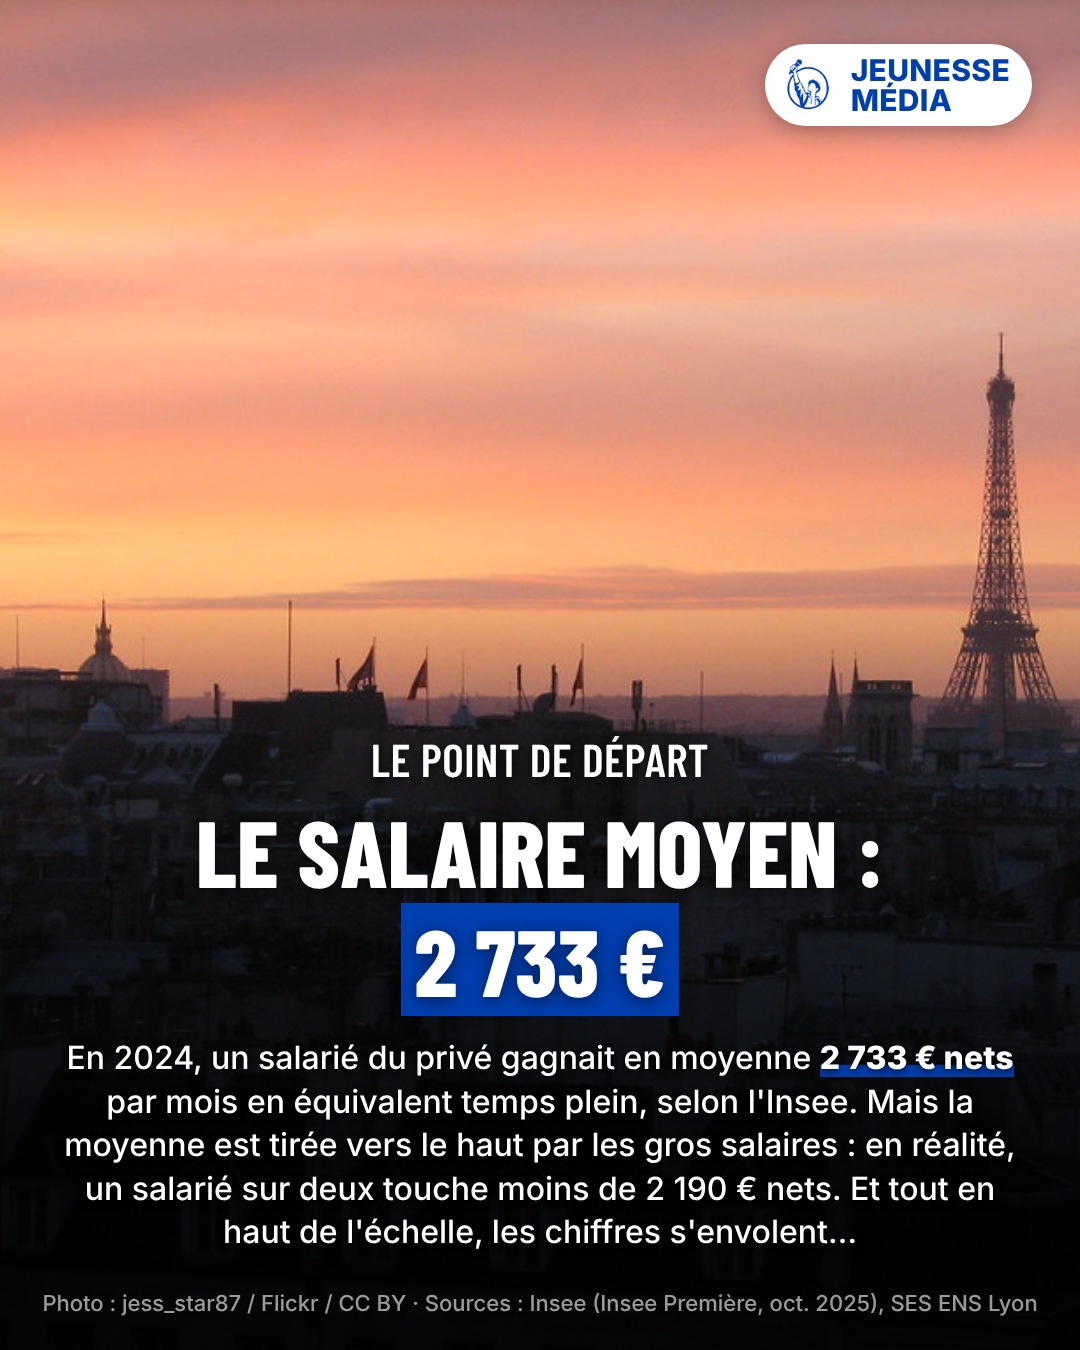 JEUNESSE
MÉDIA
LE POINT DE DÉPART
LE SALAIRE MOYEN :
2 733 €
En 2024, un salarié du privé gagnait en moyenne 2 733 € nets
par mois en équivalent temps plein, selon l'Insee. Mais la
moyenne est tirée vers le haut par les gros salaires : en réalité,
un salarié sur deux touche moins de 2 190 € nets. Et tout en
haut de l'échelle, les chiffres s'envolent...
Photo : jess_star87 / Flickr / CC BY · Sources : Insee (Insee Première, oct. 2025), SES ENS Lyon